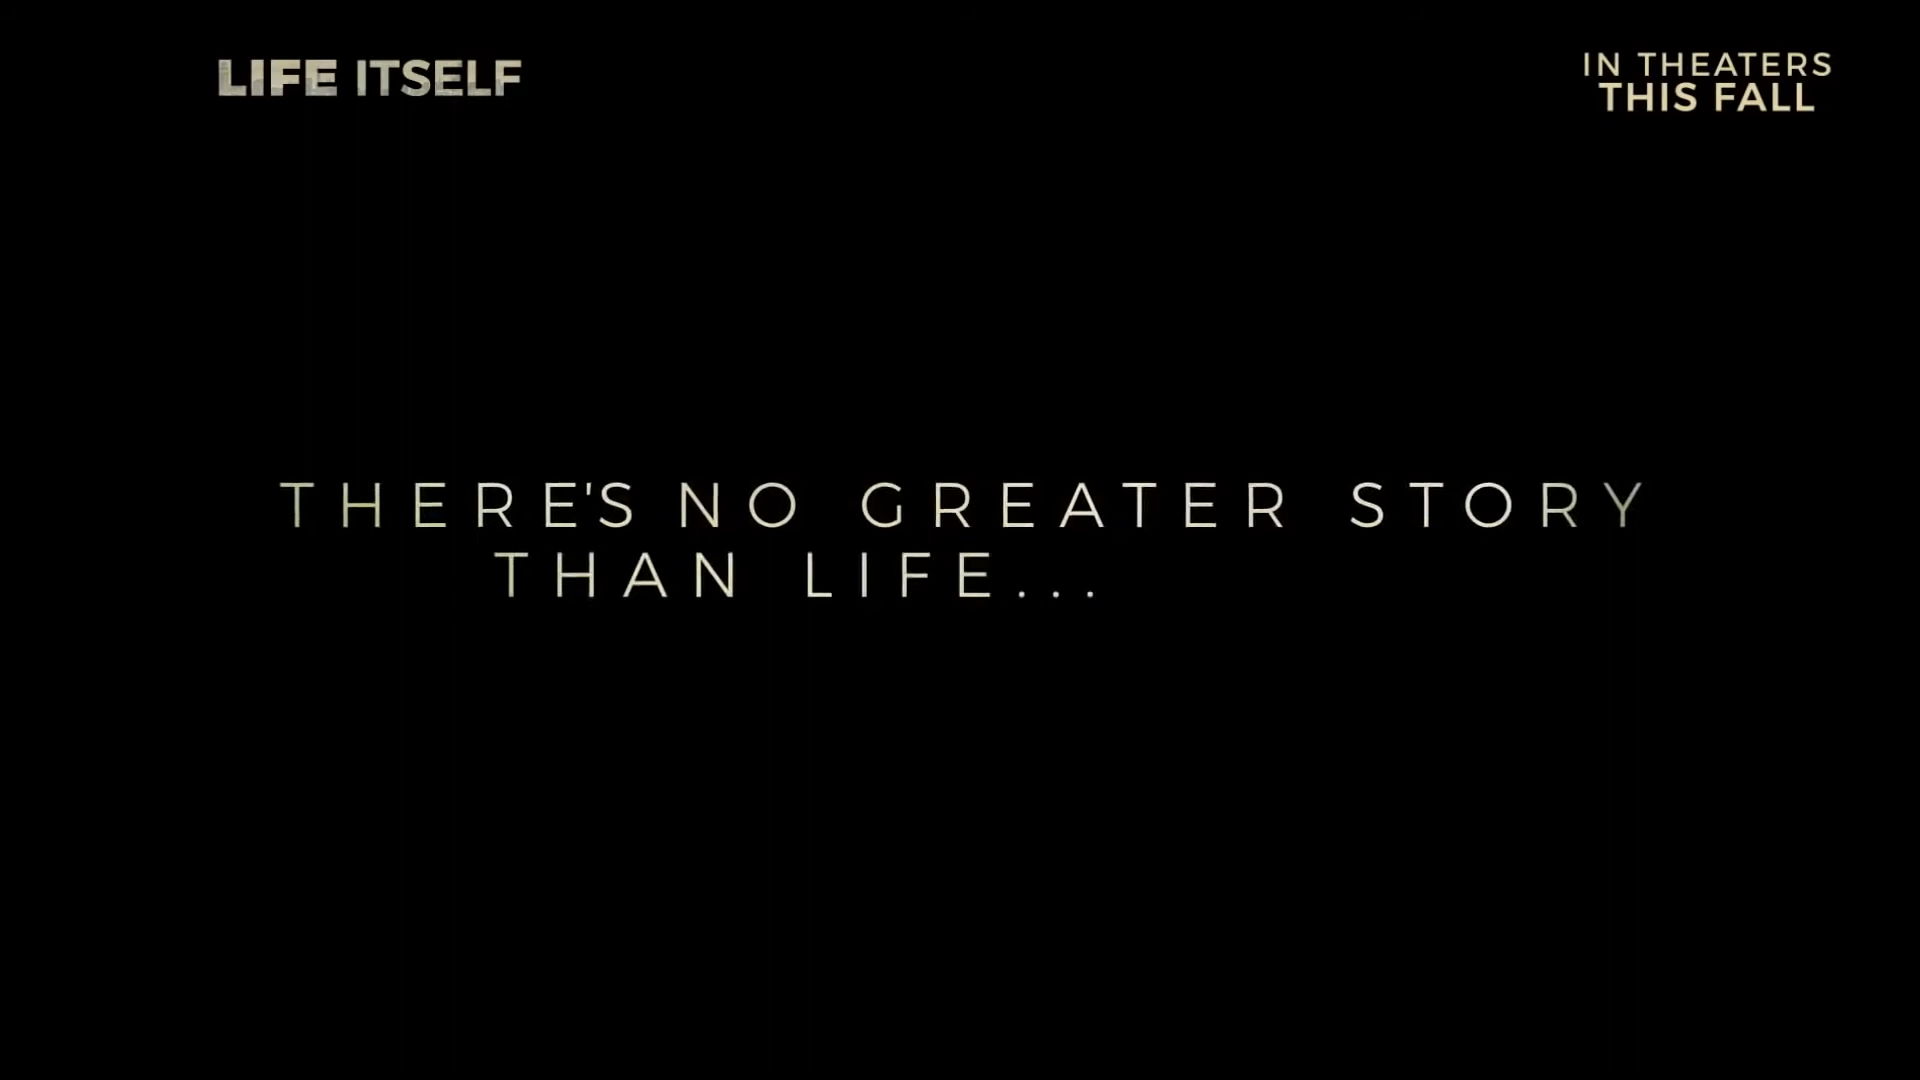 LIFE ITSELF
IN THEATERS
THIS FALL
THERE'S NO GREATER STORY
THAN LIFE...